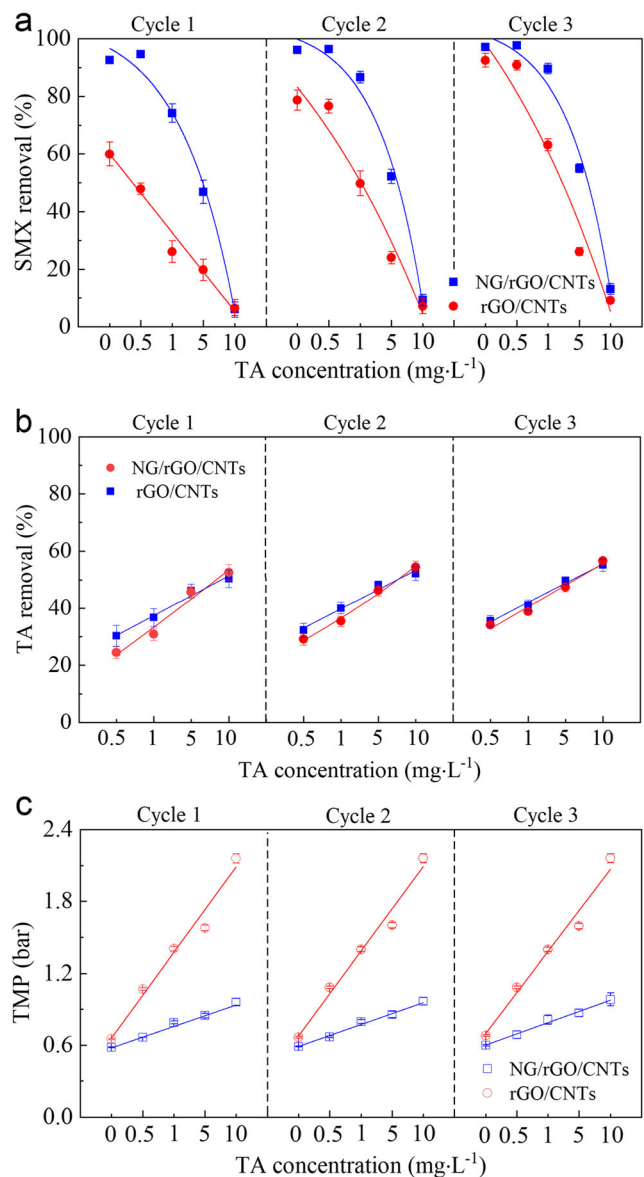 a
Cycle 1 Cycle 2 Cycle 3
100
80
60
40
20
0
SMX removal (%)
NG/rGO/CNTs
rGO/CNTs
0 0.5 1 5 10 0 0.5 1 5 10 0 0.5 1 5 10
TA concentration (mg·L⁻¹)
b
Cycle 1 Cycle 2 Cycle 3
100
80
60
40
20
0
TA removal (%)
NG/rGO/CNTs
rGO/CNTs
0.5 1 5 10 0.5 1 5 10 0.5 1 5 10
TA concentration (mg·L⁻¹)
c
Cycle 1 Cycle 2 Cycle 3
2.4
1.8
1.2
0.6
0.0
TMP (bar)
NG/rGO/CNTs
rGO/CNTs
0 0.5 1 5 10 0 0.5 1 5 10 0 0.5 1 5 10
TA concentration (mg·L⁻¹)